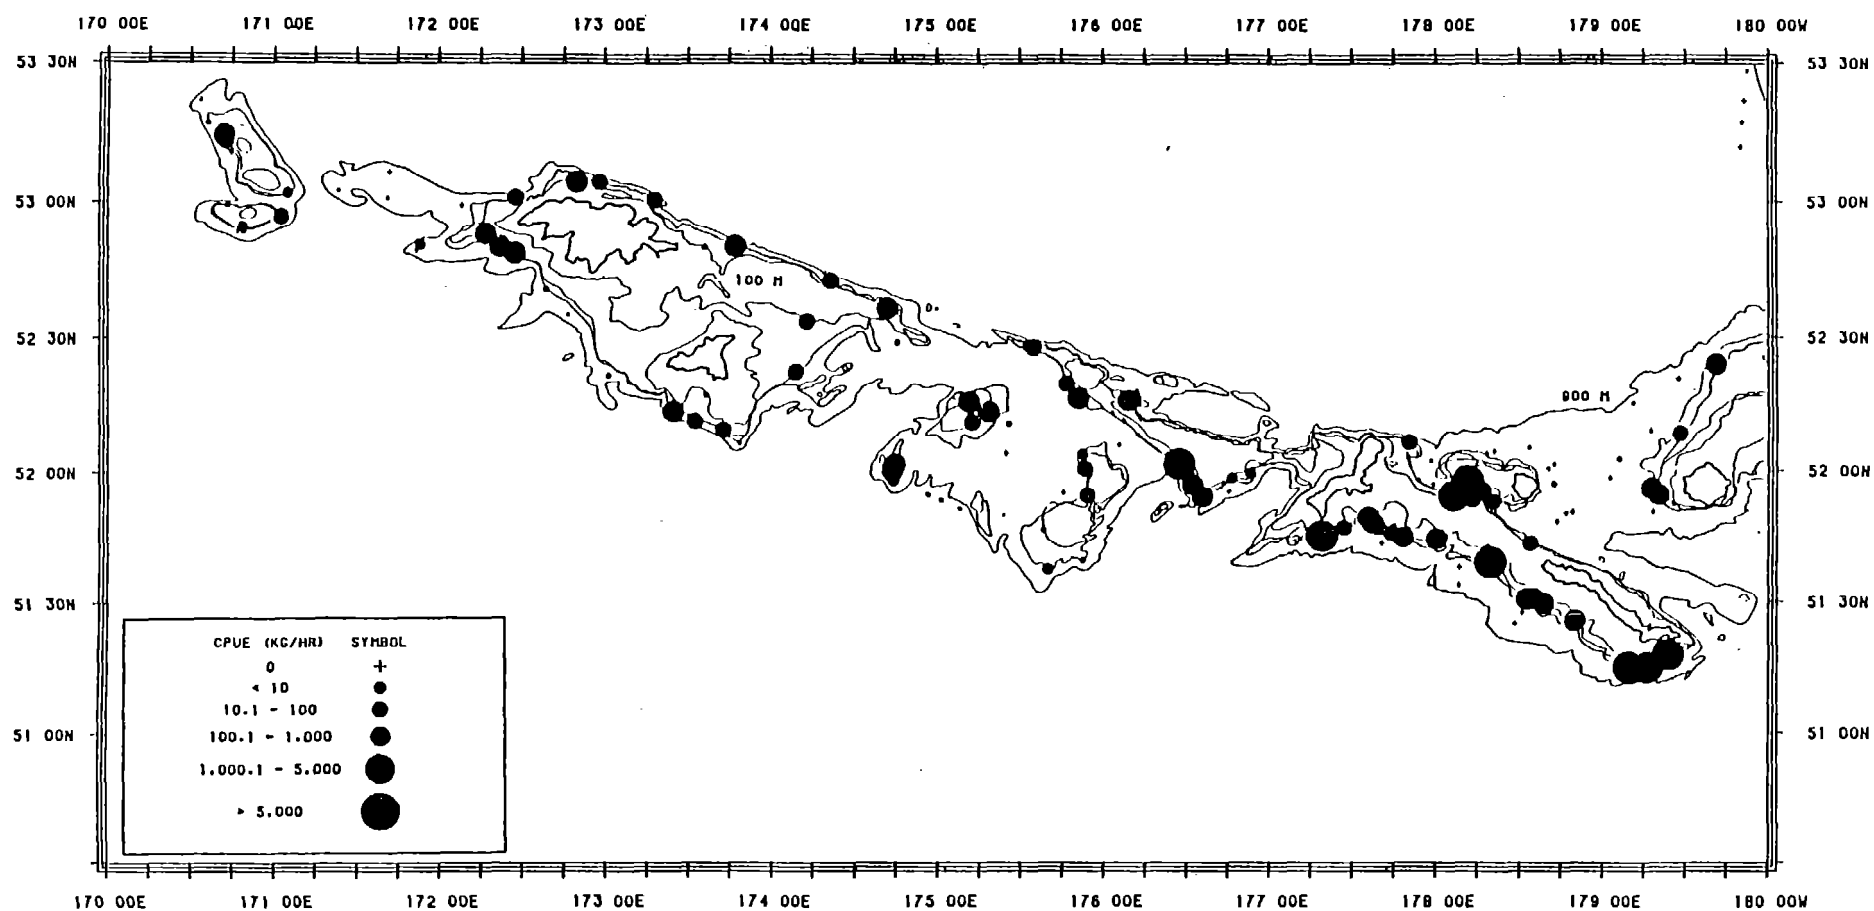 170 00E 171 00E 172 00E 173 00E 174 00E 175 00E 176 00E 177 00E 178 00E 179 00E 180 00W
53 30N 53 30N
53 00N 53 00N
100 M
52 30N 52 30N
900 M
52 00N 52 00N
51 30N 51 30N
CPUE (KG/HR) SYMBOL
0 +
< 10
10.1 - 100
51 00N 51 00N
100.1 - 1.000
1.000.1 - 5.000
> 5.000
170 00E 171 00E 172 00E 173 00E 174 00E 175 00E 176 00E 177 00E 178 00E 179 00E 180 00W